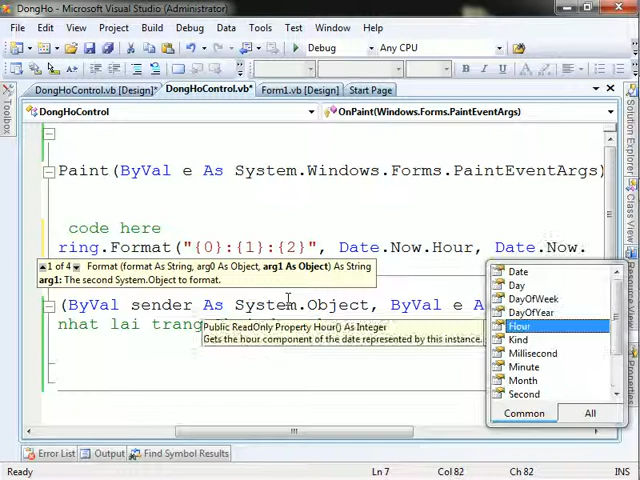 DongHo - Microsoft Visual Studio (Administrator)
File Edit View Project Build Debug Data Tools Test Window Help
Debug Any CPU
DongHoControl.vb [Design]* DongHoControl.vb* Form1.vb [Design] Start Page
DongHoControl OnPaint(Windows.Forms.PaintEventArgs)
Paint(ByVal e As System.Windows.Forms.PaintEventArgs)
code here
ring.Format("{0}:{1}:{2}", Date.Now.Hour, Date.Now.
1 of 4 Format (format As String, arg0 As Object, arg1 As Object) As String
arg1: The second System.Object to format.
(ByVal sender As System.Object, ByVal e A
nhat lai trang
Public ReadOnly Property Hour() As Integer
Gets the hour component of the date represented by this instance.
Date
Day
DayOfWeek
DayOfYear
Hour
Kind
Millisecond
Minute
Month
Second
Common All
Toolbox
Class View
Properties
Error List Output Find Symbol Results
Ready Ln 7 Col 82 Ch 82